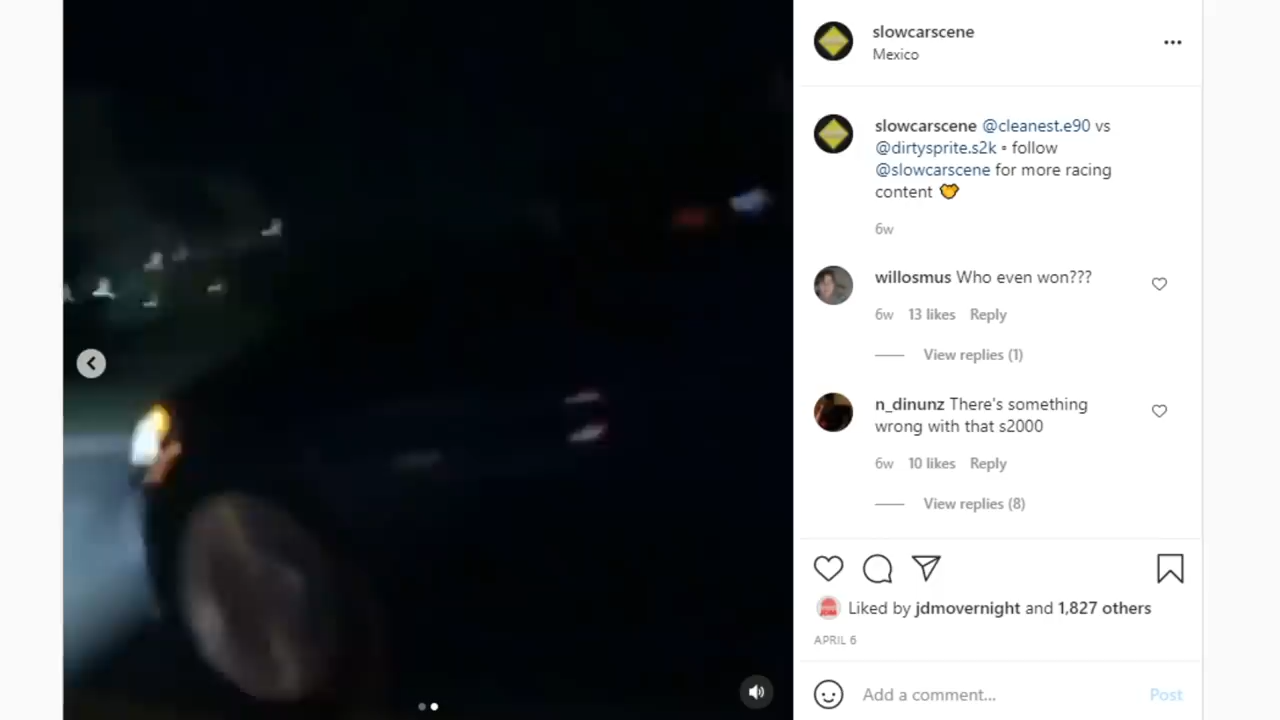 slowcarscene
Mexico
slowcarscene @cleanest.e90 vs
@dirtysprite.s2k • follow
@slowcarscene for more racing
content
6w
willosmus Who even won???
6w 13 likes Reply
View replies (1)
n_dinunz There's something
wrong with that s2000
6w 10 likes Reply
View replies (8)
Liked by jdmovernight and 1,827 others
APRIL 6
Add a comment... Post